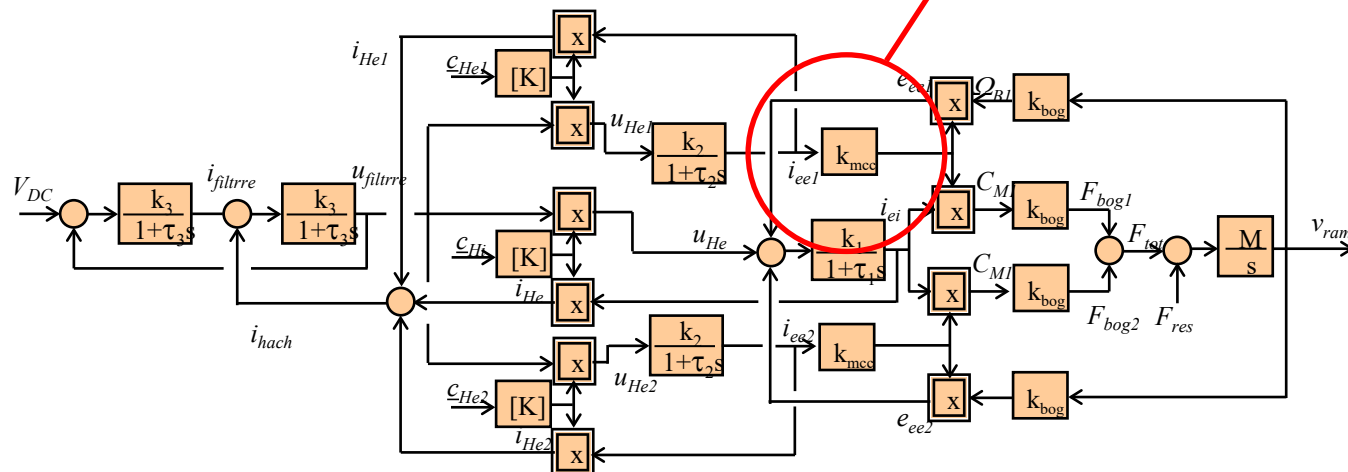 i_He1
x
c_He1
[K]
x
u_He1
k_2
1+τ_2s
i_ee1
k_mcc
e_ee1
x
Ω_B1
k_bog
V_DC
k_3
1+τ_3s
i_filtrre
k_3
1+τ_3s
u_filtrre
x
c_Hi
[K]
u_He
i_He
x
k_1
1+τ_1s
i_ei
x
C_M1
k_bog
F_bog1
F_tot
M
s
v_ram
x
C_M1
k_bog
F_bog2
F_res
i_hach
x
k_2
1+τ_2s
i_ee2
k_mcc
u_He2
c_He2
[K]
i_He2
x
x
e_ee2
k_bog